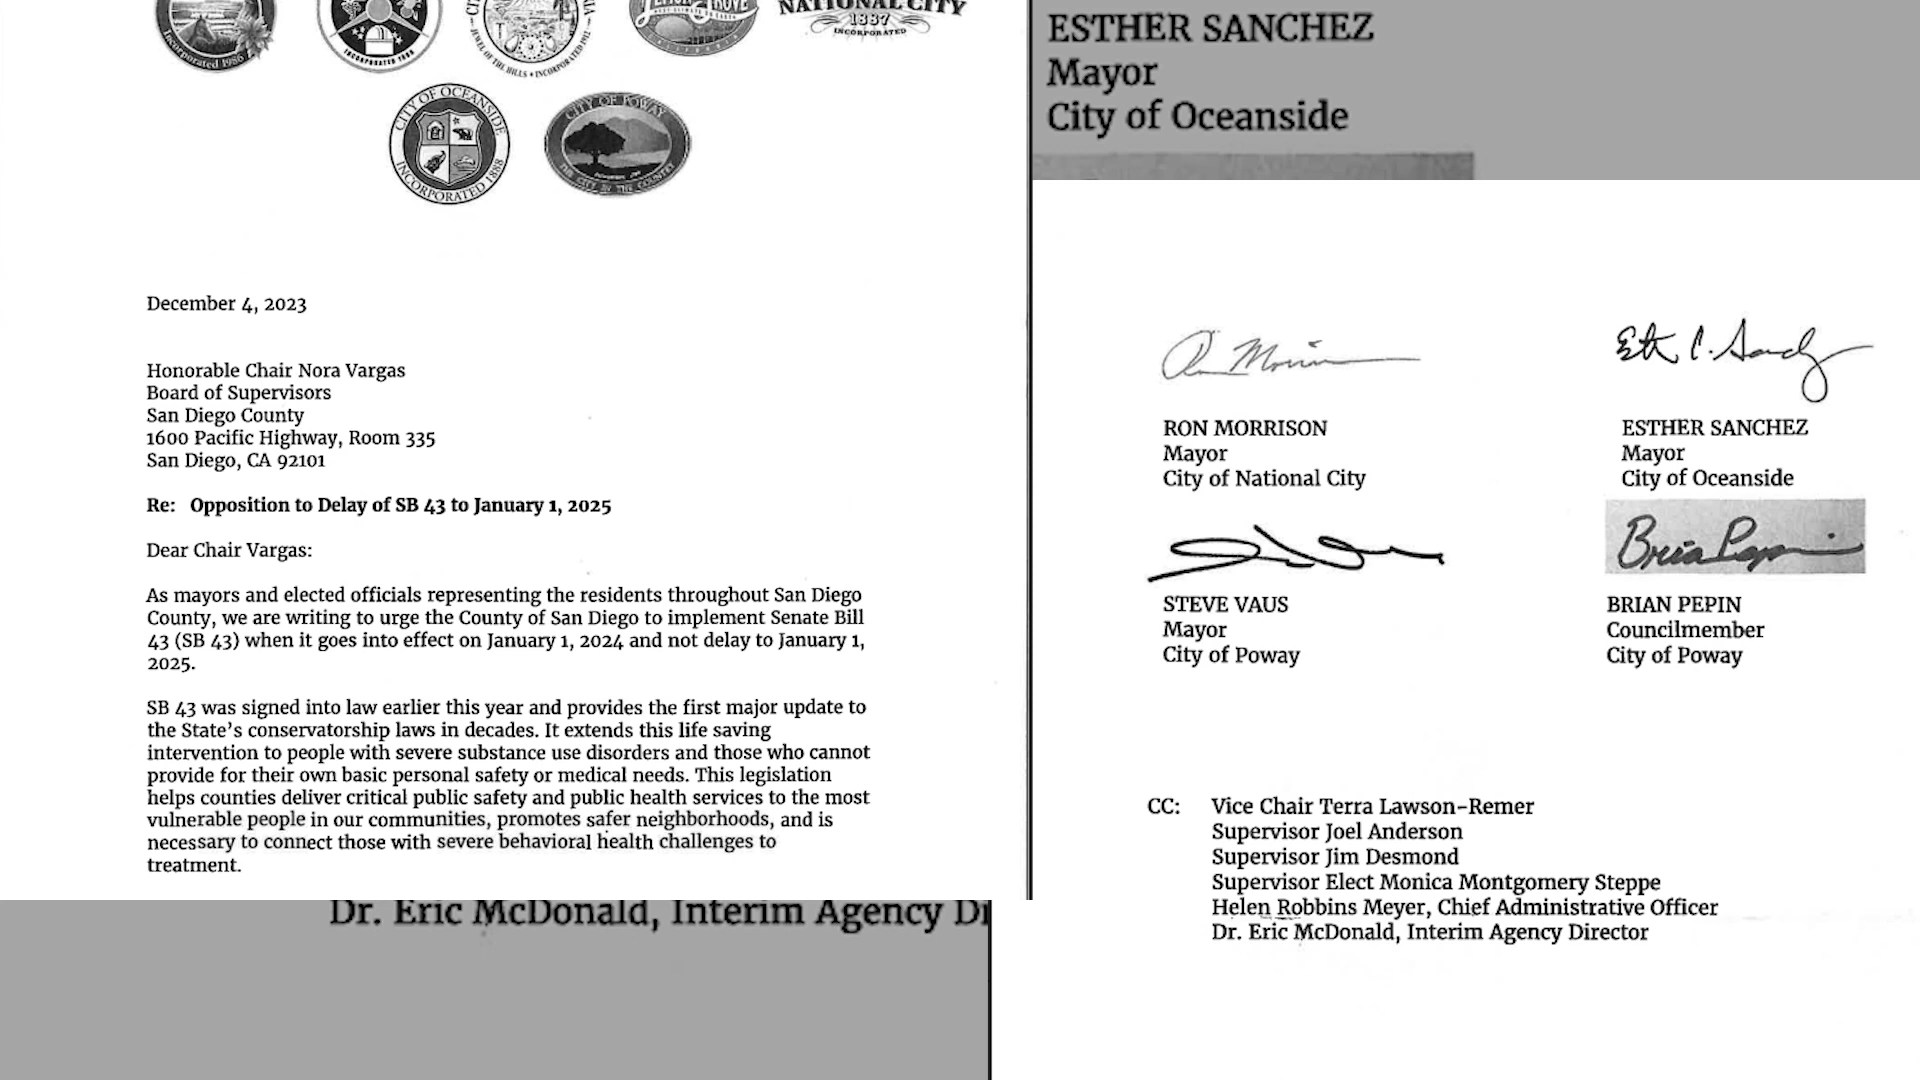 Incorporated 1986
INCORPORATED
JEWEL OF THE HILLS • INCORPORATED 1912
NATIONAL CITY
1887
INCORPORATED
CITY OF OCEANSIDE
INCORPORATED 1888
CITY OF POWAY
THE CITY IN THE COUNTRY
December 4, 2023
Honorable Chair Nora Vargas
Board of Supervisors
San Diego County
1600 Pacific Highway, Room 335
San Diego, CA 92101
Re: Opposition to Delay of SB 43 to January 1, 2025
Dear Chair Vargas:
As mayors and elected officials representing the residents throughout San Diego
County, we are writing to urge the County of San Diego to implement Senate Bill
43 (SB 43) when it goes into effect on January 1, 2024 and not delay to January 1,
2025.
SB 43 was signed into law earlier this year and provides the first major update to
the State's conservatorship laws in decades. It extends this life saving
intervention to people with severe substance use disorders and those who cannot
provide for their own basic personal safety or medical needs. This legislation
helps counties deliver critical public safety and public health services to the most
vulnerable people in our communities, promotes safer neighborhoods, and is
necessary to connect those with severe behavioral health challenges to
treatment.
Dr. Eric McDonald, Interim Agency Di
ESTHER SANCHEZ
Mayor
City of Oceanside
RON MORRISON
Mayor
City of National City
ESTHER SANCHEZ
Mayor
City of Oceanside
Brian Pepin
STEVE VAUS
Mayor
City of Poway
BRIAN PEPIN
Councilmember
City of Poway
CC: Vice Chair Terra Lawson-Remer
Supervisor Joel Anderson
Supervisor Jim Desmond
Supervisor Elect Monica Montgomery Steppe
Helen Robbins Meyer, Chief Administrative Officer
Dr. Eric McDonald, Interim Agency Director